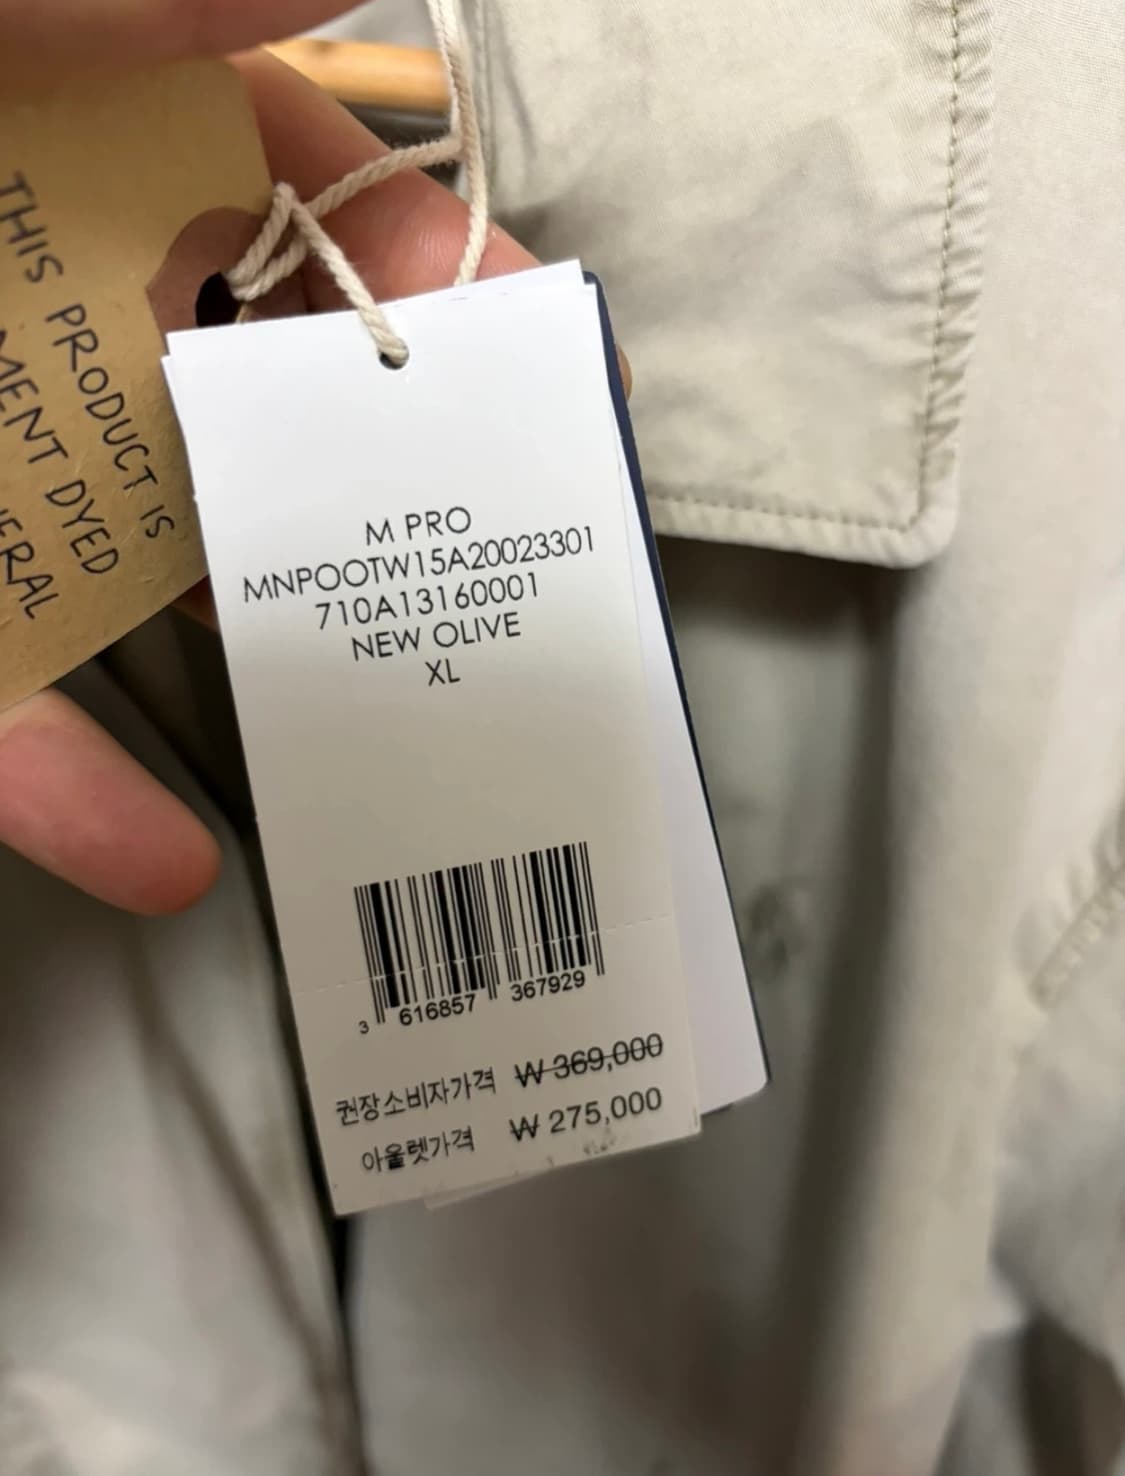 THIS PRODUCT IS
MENT DYED
ERAL
M PRO
MNPOOTW15A20023301
710A13160001
NEW OLIVE
XL
3 616857 367929
권장소비자가격 ₩ 369,000
아울렛가격 ₩ 275,000